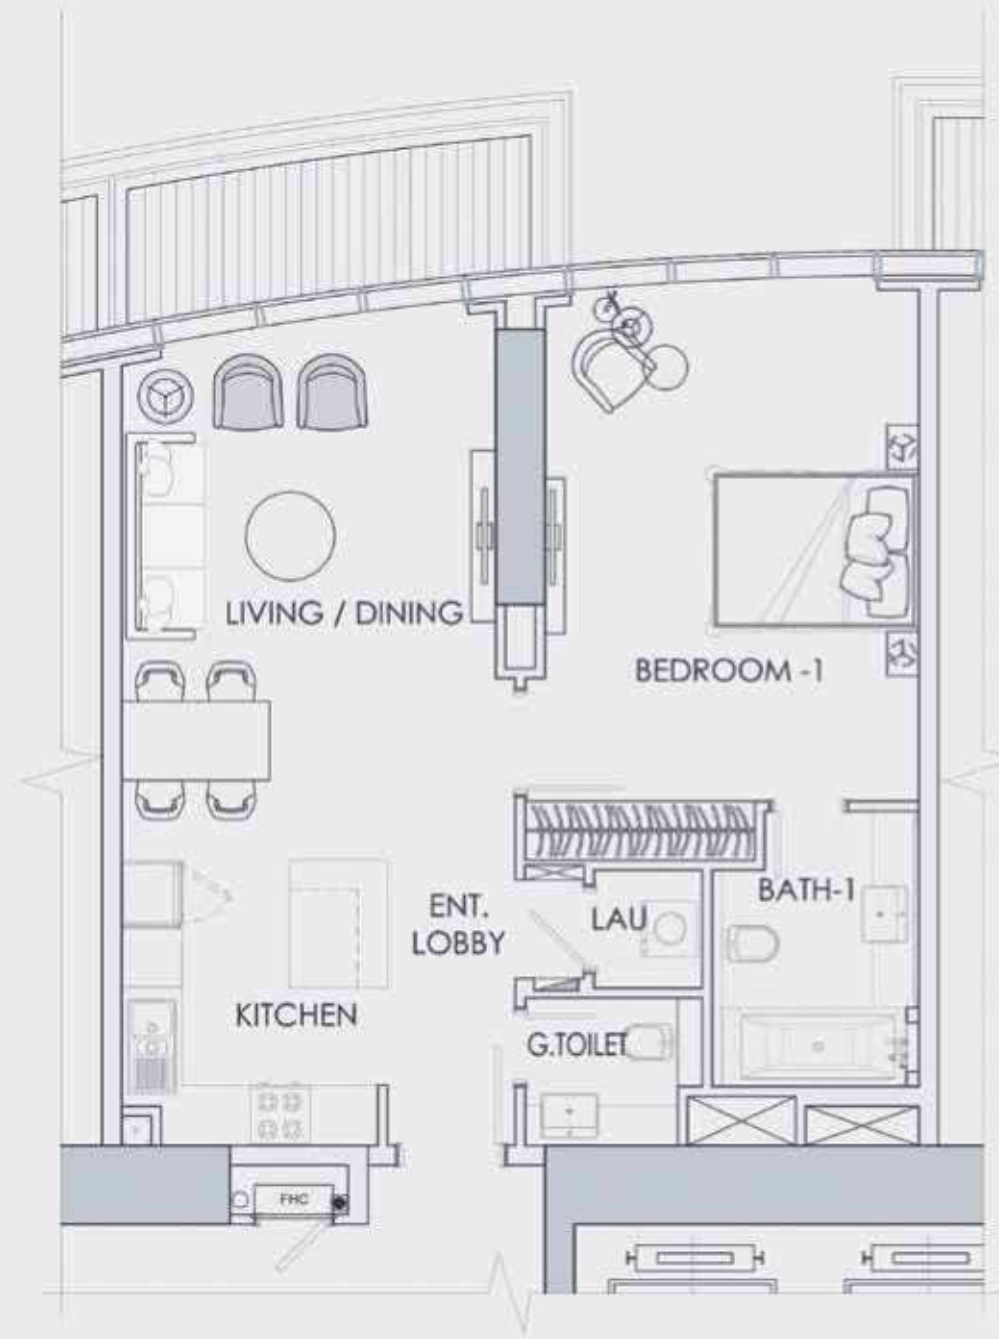 LIVING / DINING
BEDROOM -1
ENT.
LOBBY
LAU
BATH-1
KITCHEN
G.TOILET
FHC